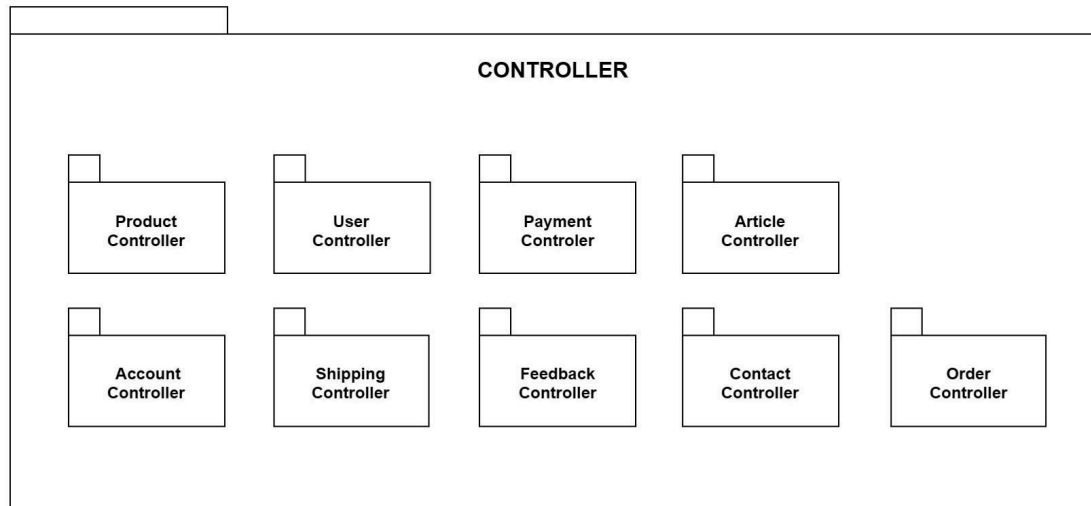 CONTROLLER
Product
Controller
User
Controller
Payment
Controler
Article
Controller
Account
Controller
Shipping
Controller
Feedback
Controller
Contact
Controller
Order
Controller